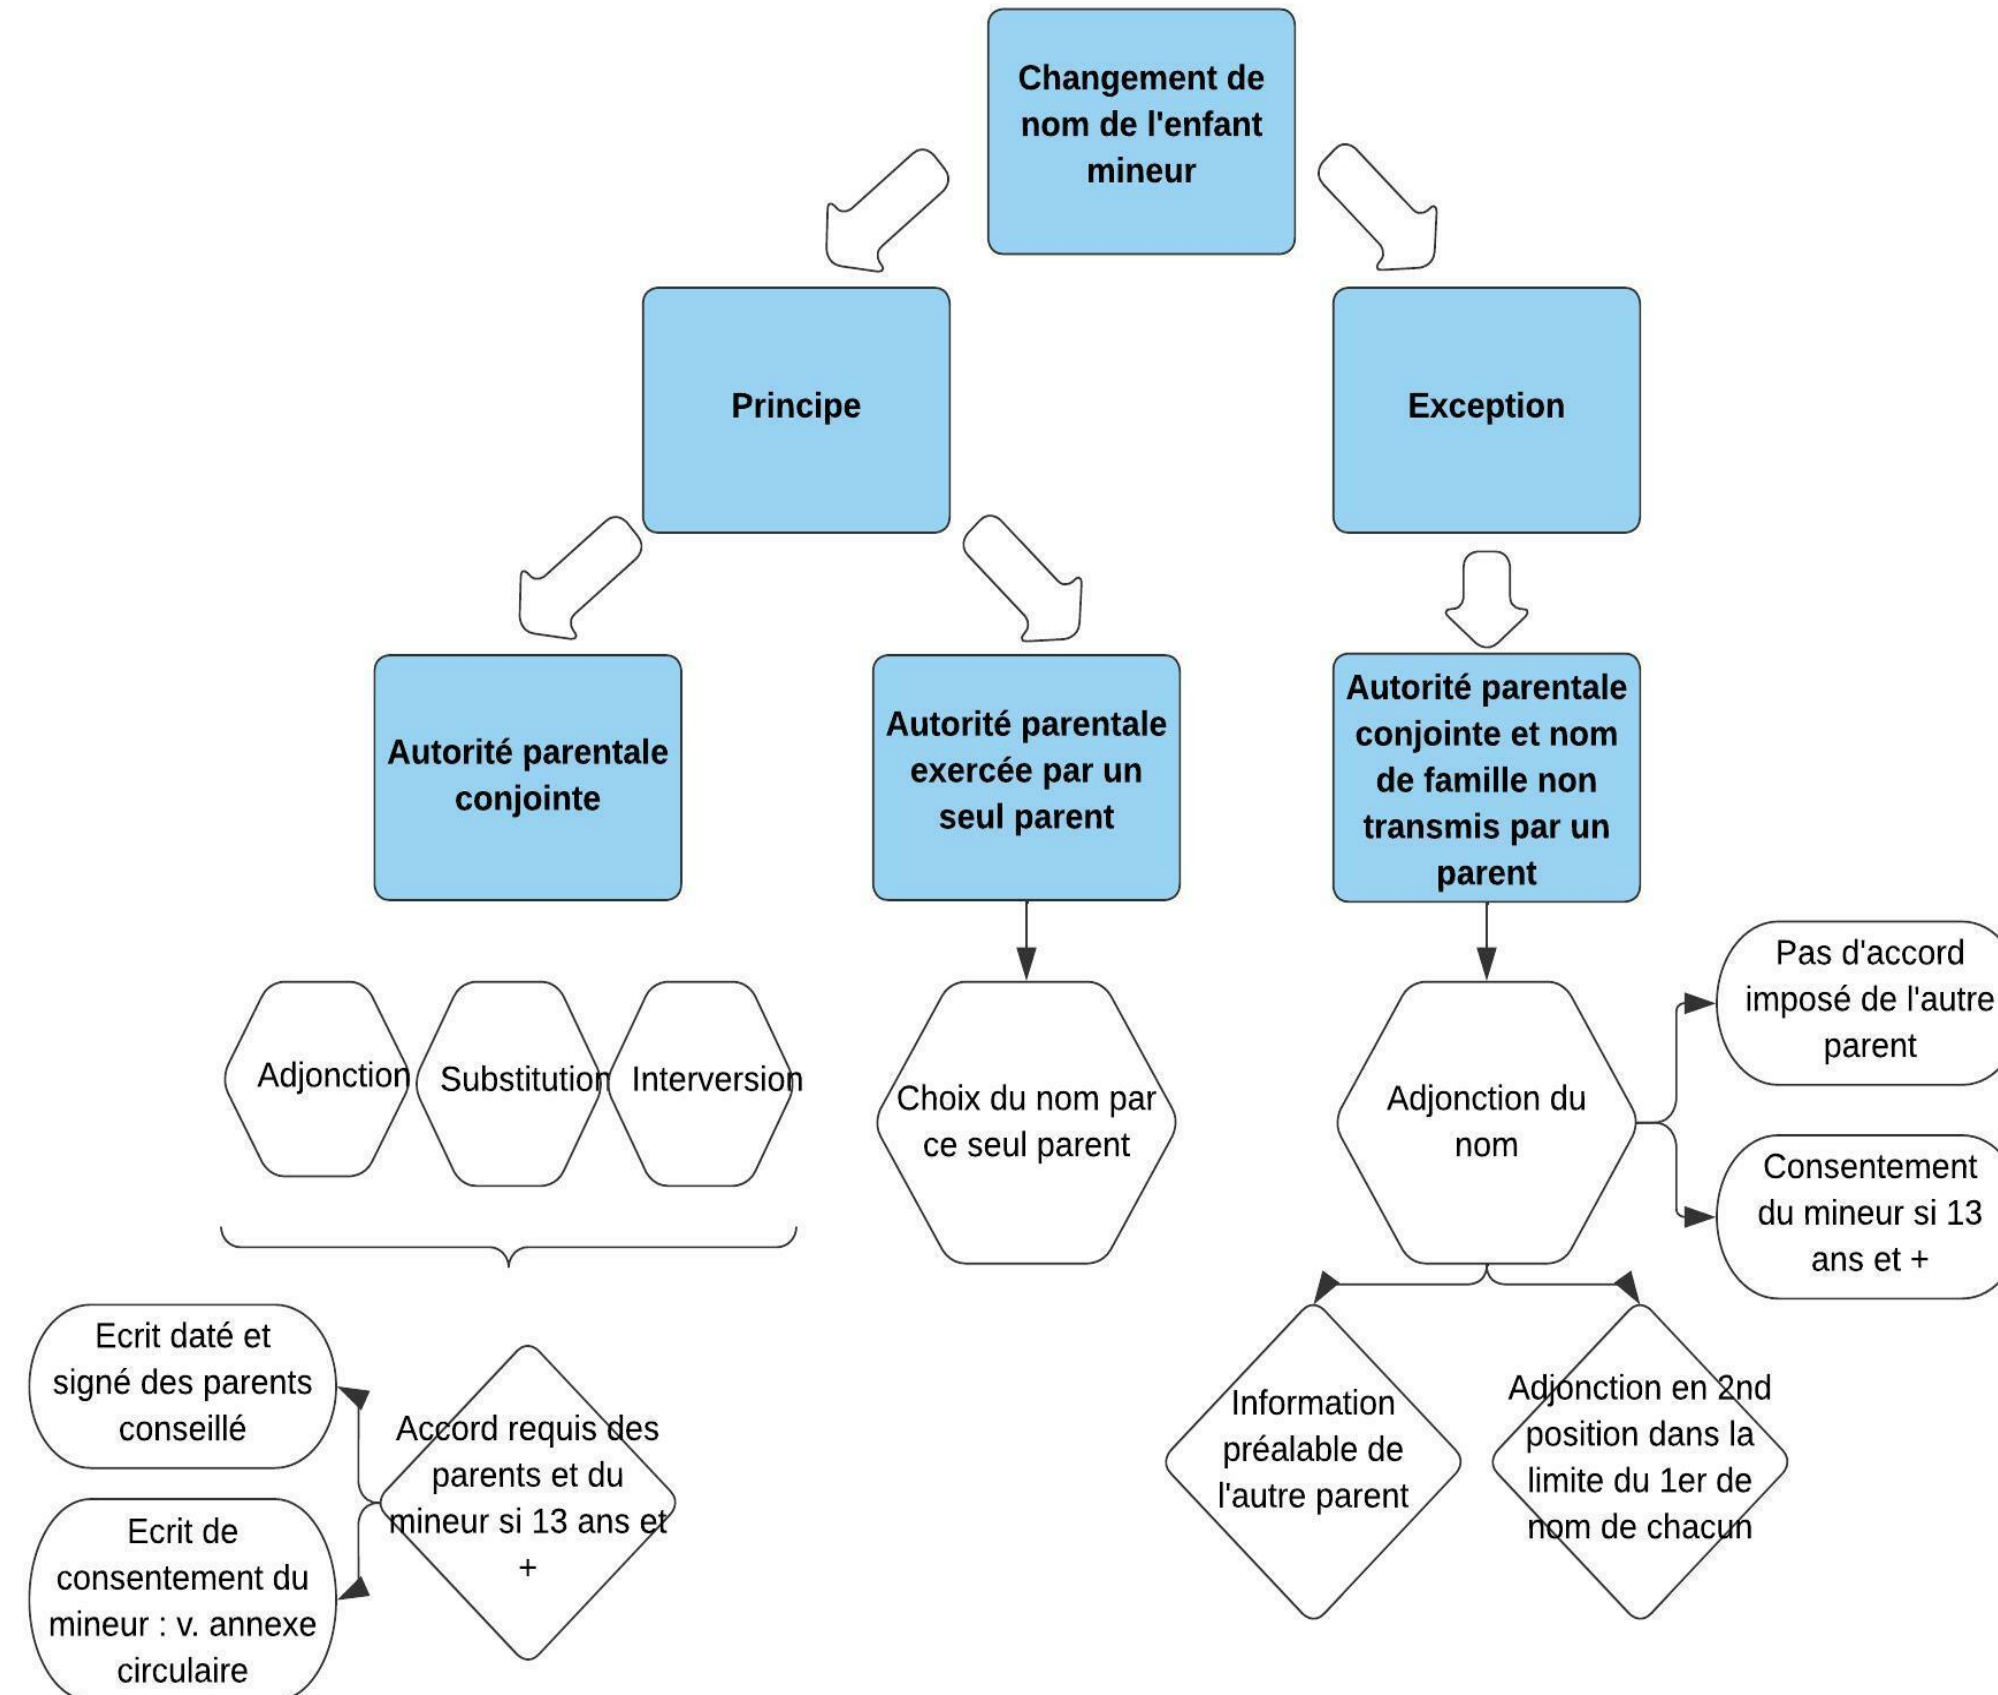 Changement de
nom de l'enfant
mineur
Principe
Exception
Autorité parentale
conjointe
Autorité parentale
exercée par un
seul parent
Autorité parentale
conjointe et nom
de famille non
transmis par un
parent
Adjonction
Substitution
Interversion
Choix du nom par
ce seul parent
Adjonction du
nom
Pas d'accord
imposé de l'autre
parent
Consentement
du mineur si 13
ans et +
Ecrit daté et
signé des parents
conseillé
Ecrit de
consentement du
mineur : v. annexe
circulaire
Accord requis des
parents et du
mineur si 13 ans et
+
Information
préalable de
l'autre parent
Adjonction en 2nd
position dans la
limite du 1er de
nom de chacun